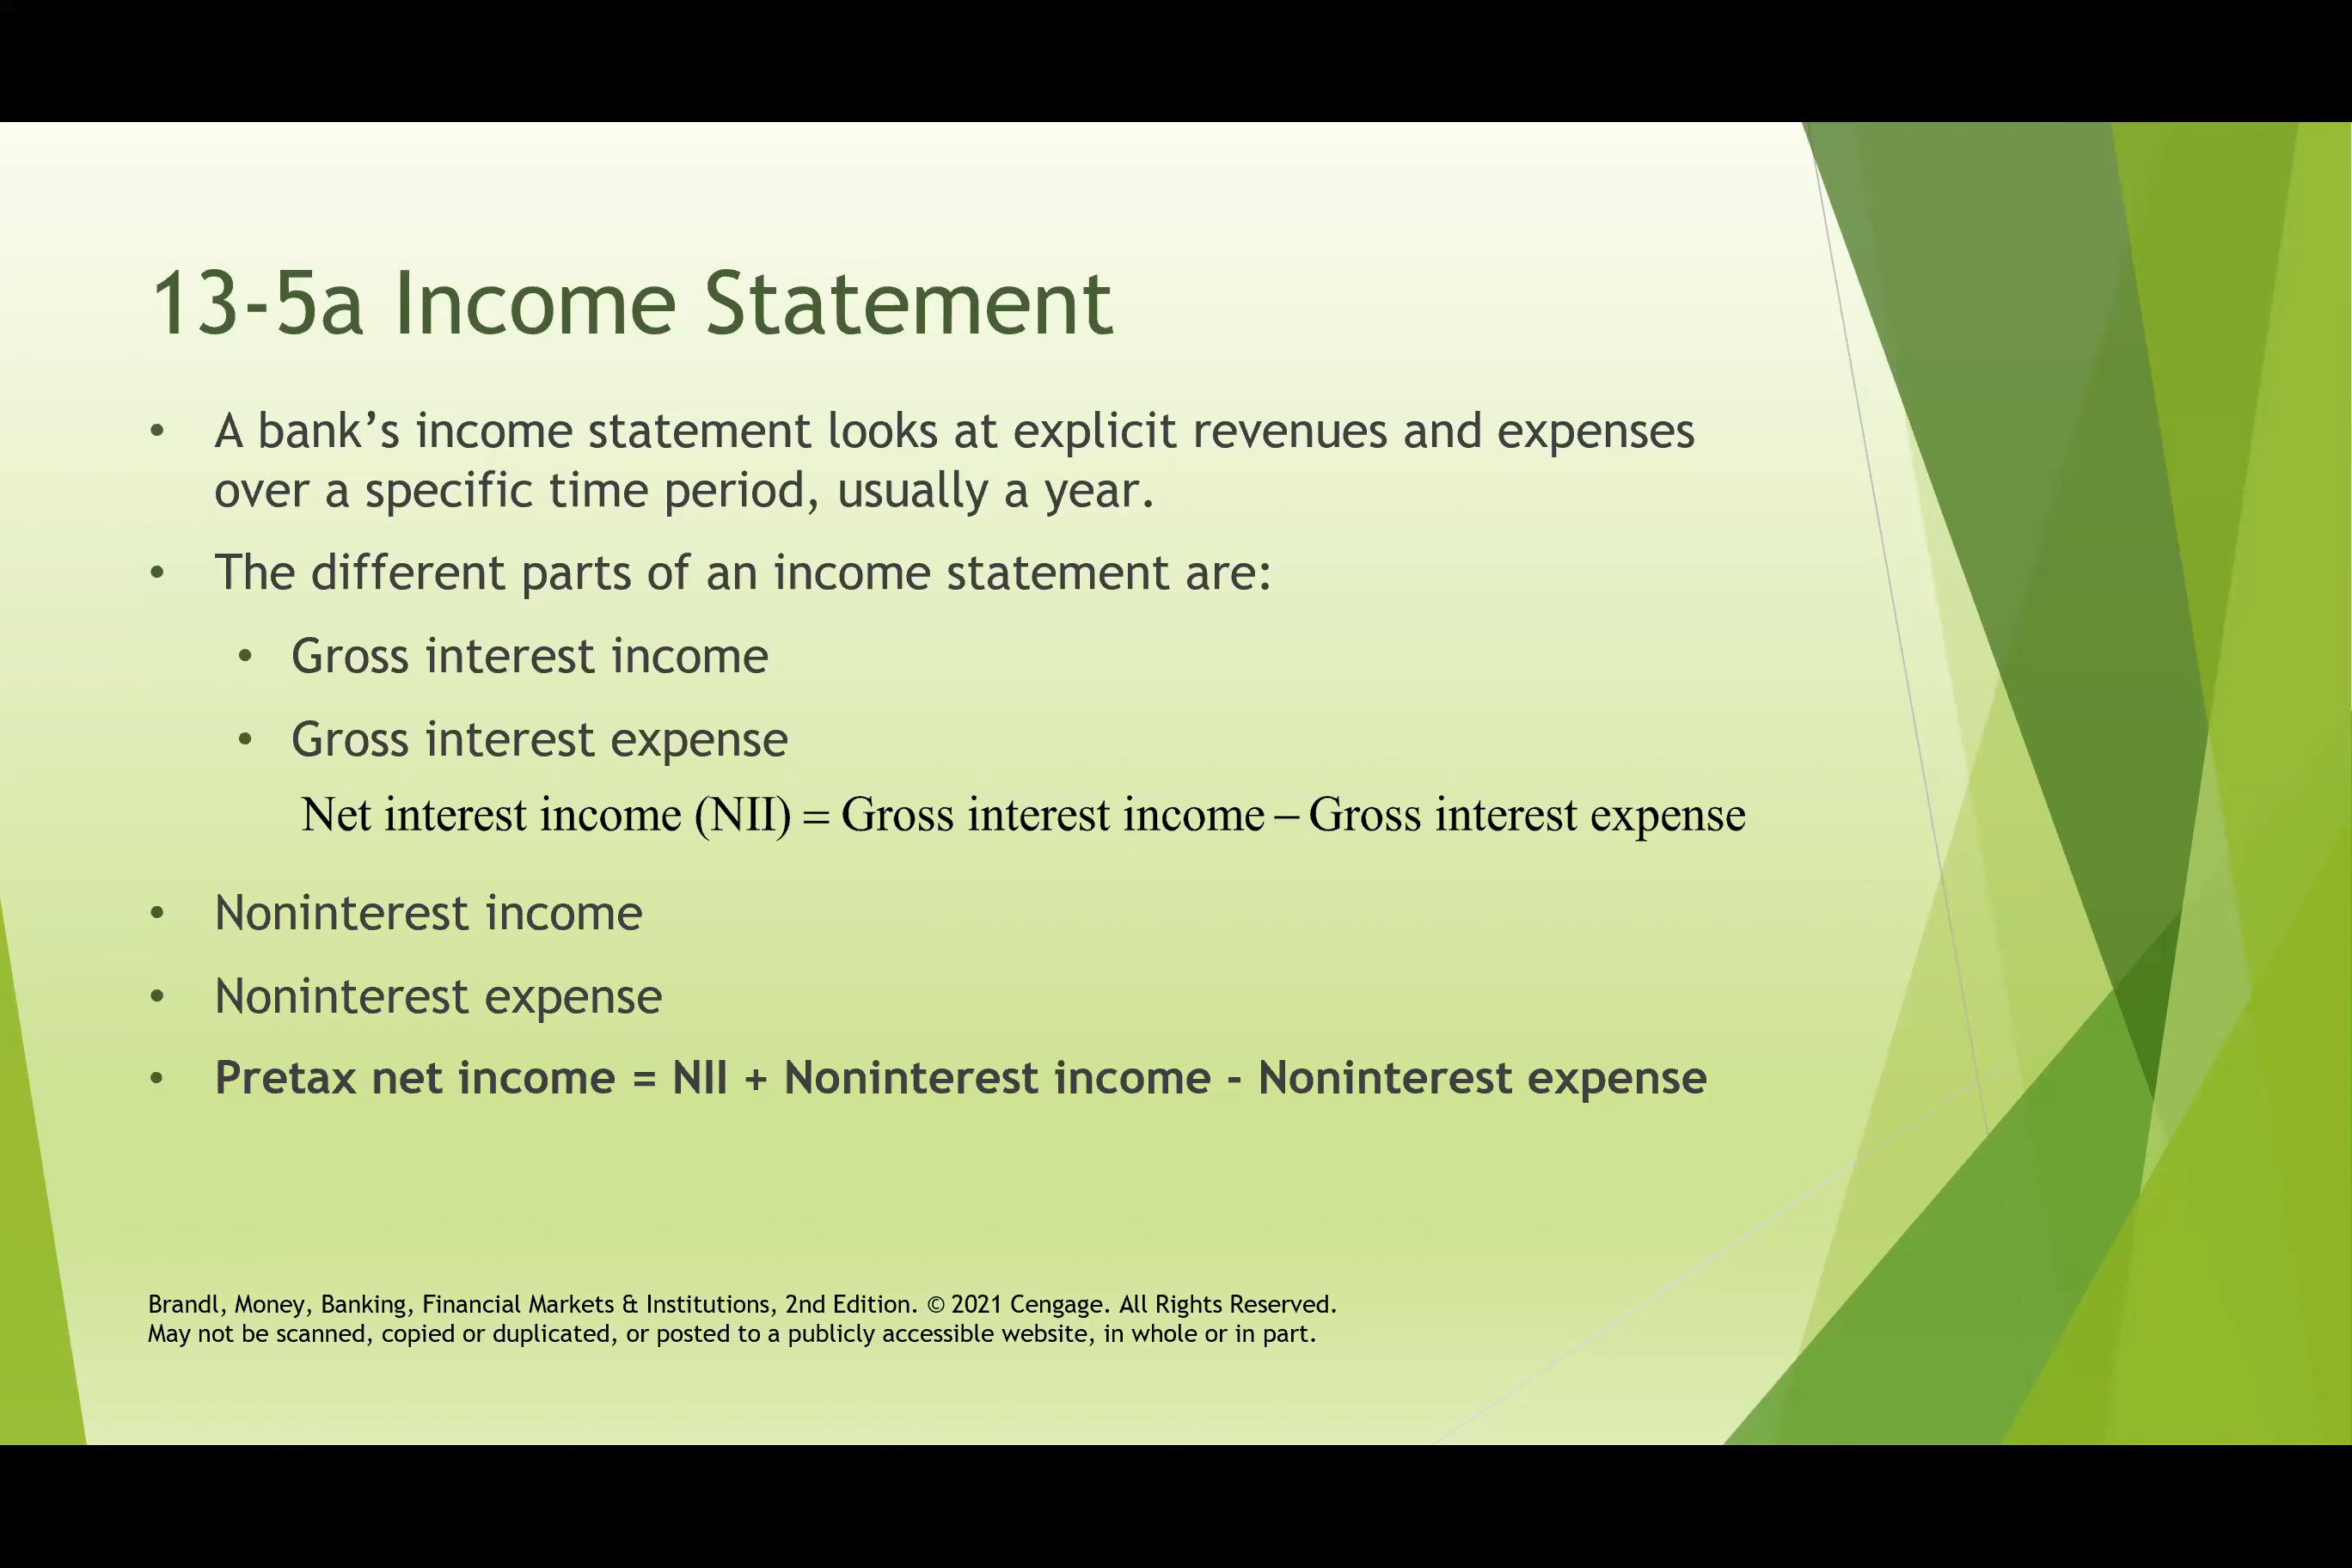 13-5a Income Statement
• A bank’s income statement looks at explicit revenues and expenses
over a specific time period, usually a year.
• The different parts of an income statement are:
• Gross interest income
• Gross interest expense
Net interest income (NII) = Gross interest income – Gross interest expense
• Noninterest income
• Noninterest expense
• Pretax net income = NII + Noninterest income - Noninterest expense
Brandl, Money, Banking, Financial Markets & Institutions, 2nd Edition. © 2021 Cengage. All Rights Reserved.
May not be scanned, copied or duplicated, or posted to a publicly accessible website, in whole or in part.